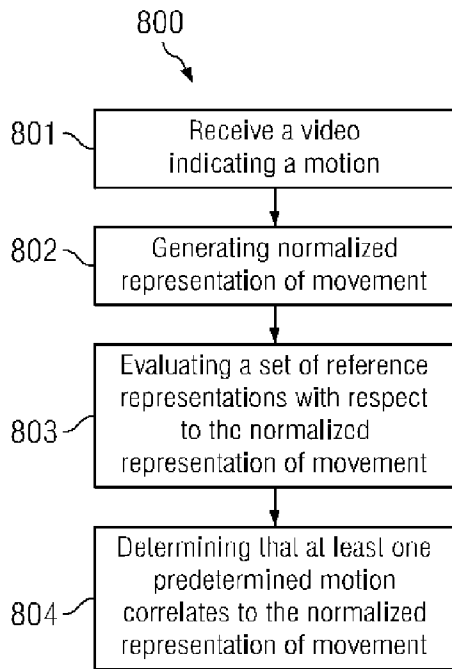 800
801
Receive a video
indicating a motion
802
Generating normalized
representation of movement
803
Evaluating a set of reference
representations with respect
to the normalized
representation of movement
804
Determining that at least one
predetermined motion
correlates to the normalized
representation of movement